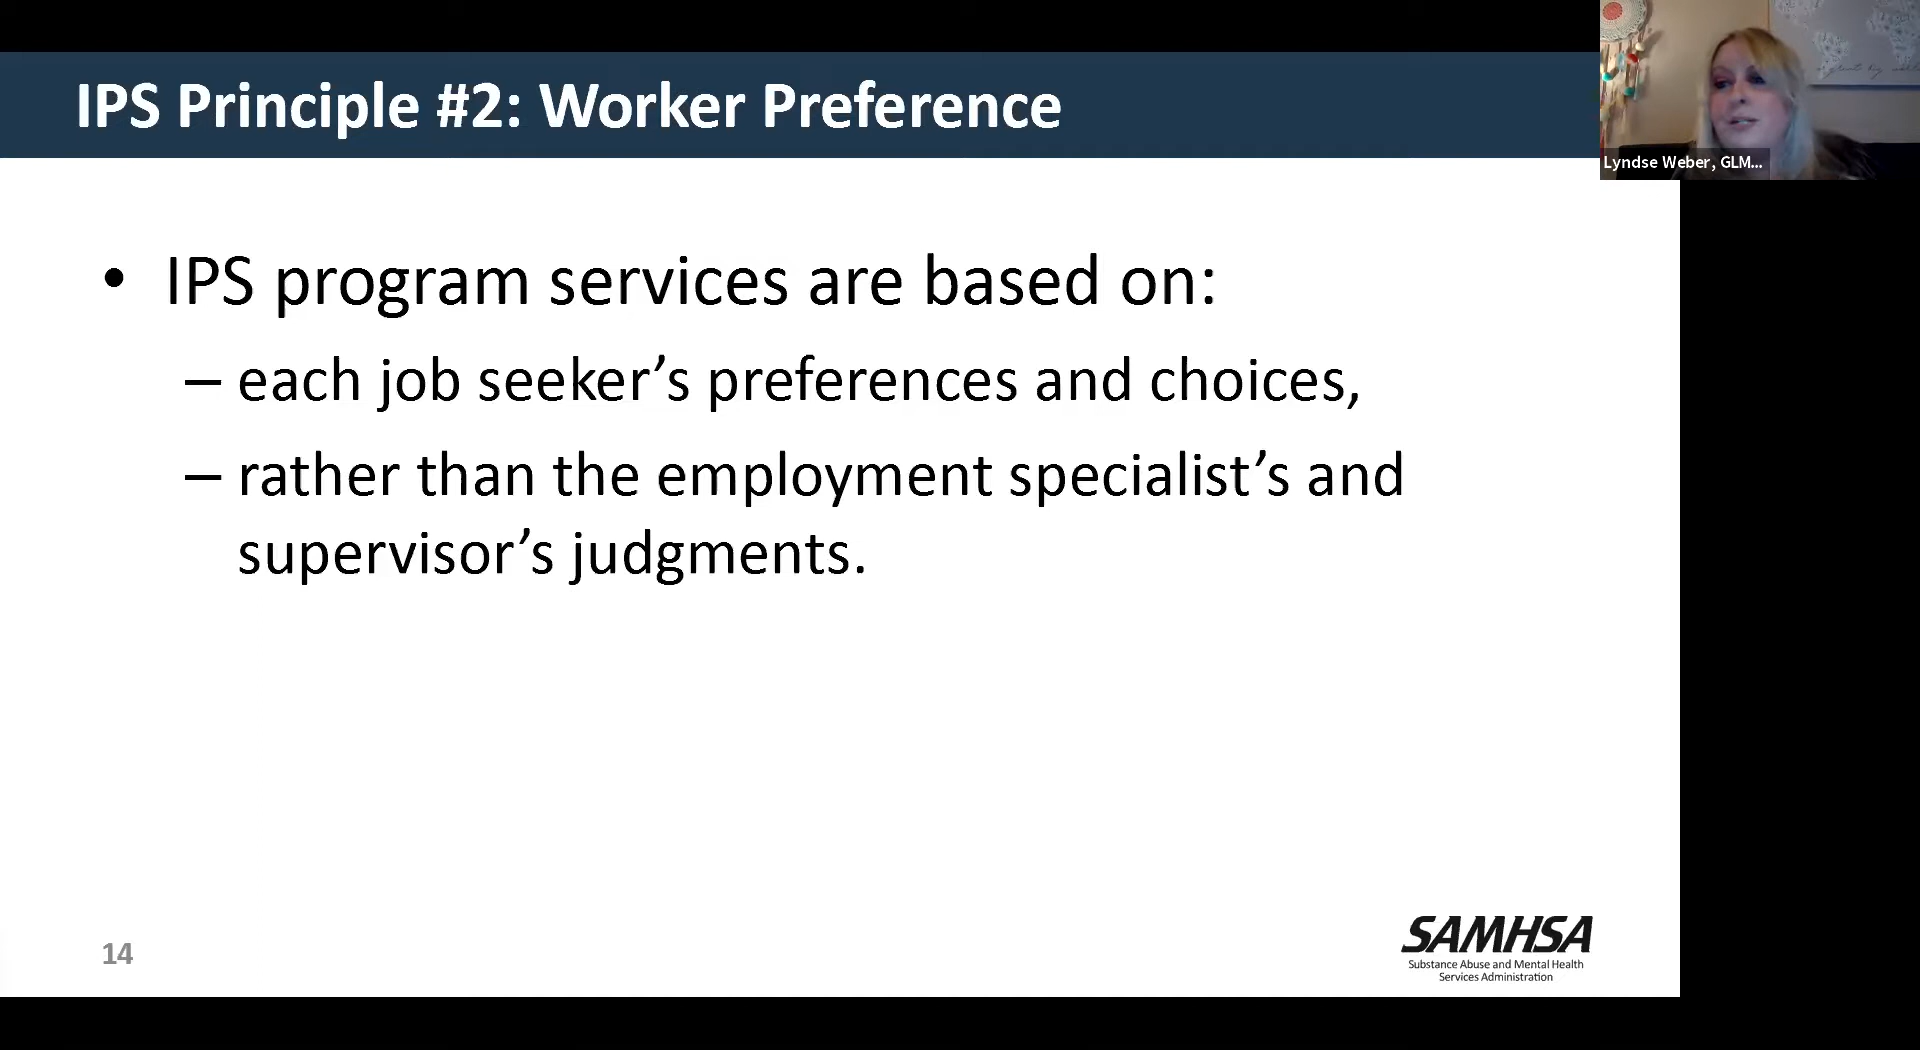 IPS Principle #2: Worker Preference
Lyndse Weber, GLM...
• IPS program services are based on:
– each job seeker’s preferences and choices,
– rather than the employment specialist’s and
supervisor’s judgments.
14
SAMHSA
Substance Abuse and Mental Health
Services Administration